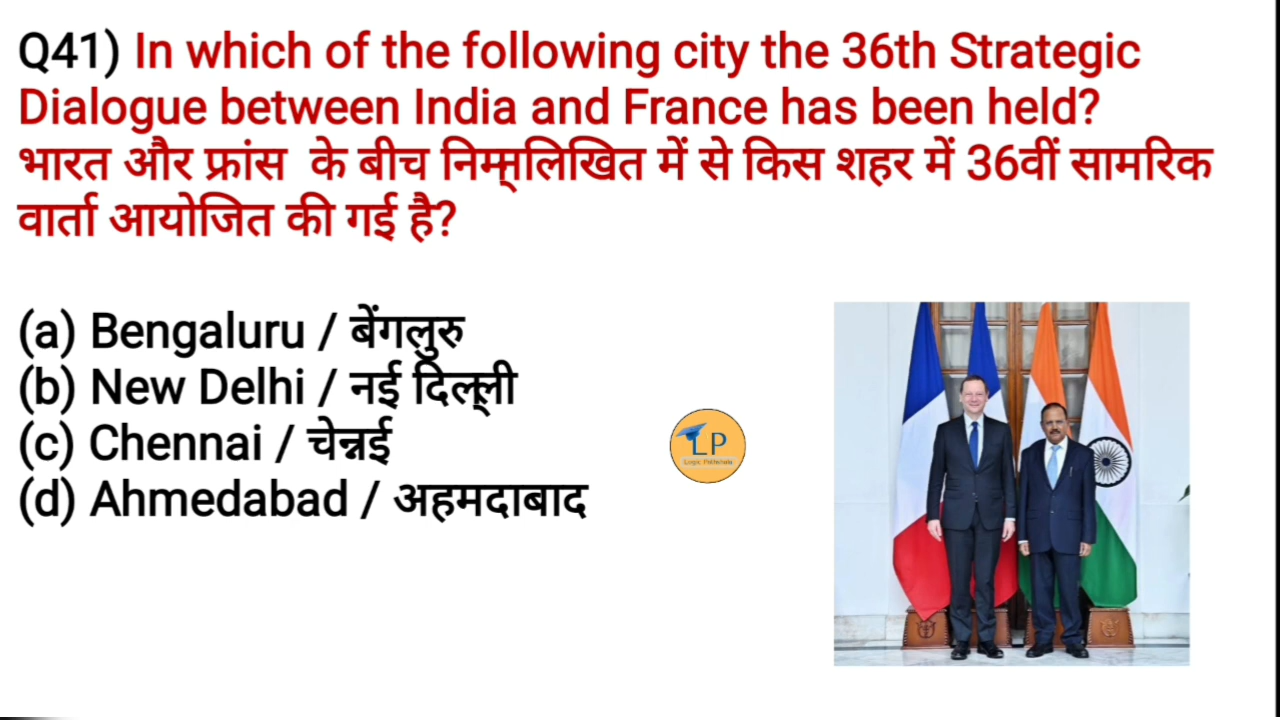 Q41) In which of the following city the 36th Strategic
Dialogue between India and France has been held?
भारत और फ्रांस के बीच निम्म्नलिखित में से किस शहर में 36वीं सामरिक
वार्ता आयोजित की गई है?
(a) Bengaluru / बेंगलुरु
(b) New Delhi / नई दिल्ली
(c) Chennai / चेन्नई
(d) Ahmedabad / अहमदाबाद
LP